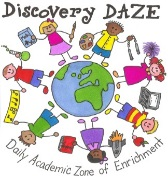 Discovery DAZE
Daily Academic Zone of Enrichment